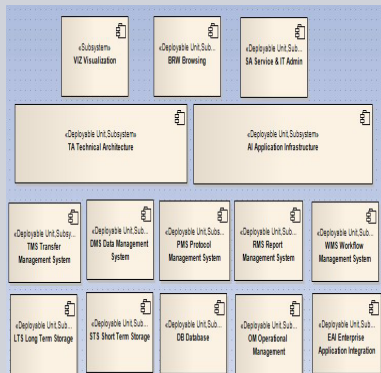 «Subsystem»
VIZ Visualization
«Deployable Unit,Sub...
BRW Browsing
«Deployable Unit,Sub...
SA Service & IT Admin
«Deployable Unit,Subsystem»
TA Technical Architecture
«Deployable Unit,Subsystem»
AI Application Infrastructure
«Deployable Unit,Subsy...
TMS Transfer
Management System
«Deployable Unit,Sub...
DMS Data Management
System
«Deployable Unit,Subs...
PMS Protocol
Management System
«Deployable Unit,Sub...
RMS Report
Management System
«Deployable Unit,Sub...
WMS Workflow
Management System
«Deployable Unit,Sub...
LTS Long Term Storage
«Deployable Unit,Sub...
STS Short Term Storage
«Deployable Unit,Sub...
DB Database
«Deployable Unit,Sub...
OM Operational
Management
«Deployable Unit,Sub...
EAI Enterprise
Application Integration